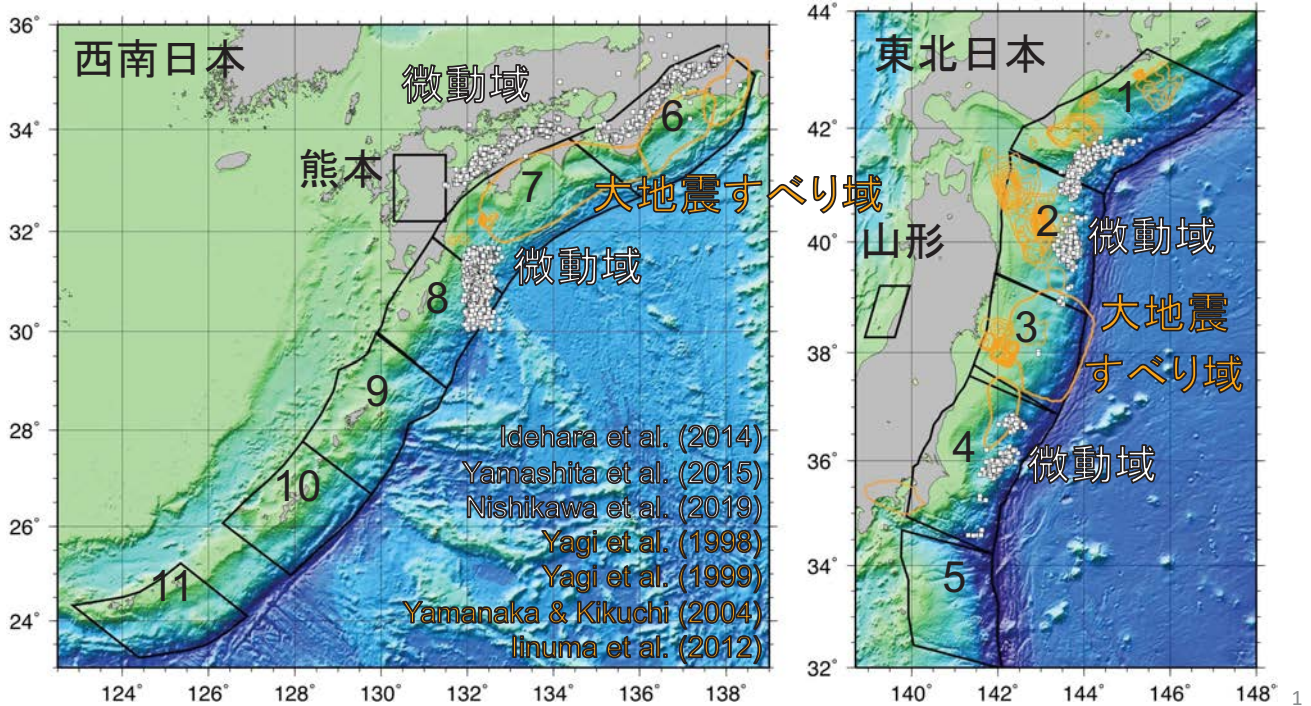 36°
34°
32°
30°
28°
26°
24°
124°
126°
128°
130°
132°
134°
136°
138°
西南日本
微動域
熊本
6
7
大地震すべり域
微動域
8
9
10
11
Idehara et al. (2014)
Yamashita et al. (2015)
Nishikawa et al. (2019)
Yagi et al. (1998)
Yagi et al. (1999)
Yamanaka & Kikuchi (2004)
Iinuma et al. (2012)
44°
42°
40°
38°
36°
34°
32°
140°
142°
144°
146°
148°
東北日本
1
2
微動域
山形
3
大地震
すべり域
4
微動域
5
1